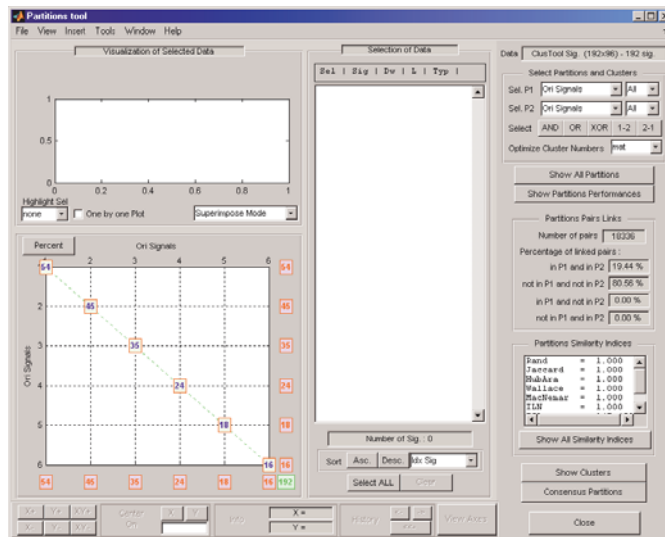 Partitions tool
File View Insert Tools Window Help
Visualization of Selected Data
1
0.5
0
0 0.2 0.4 0.6 0.8 1
Highlight Sel
none One by one Plot Superimpose Mode
Percent Ori Signals
1 2 3 4 5 6
54 54
2 45 45
3 35 35
Ori Signals
4 24 24
5 18 18
6 16 16
54 45 35 24 18 16 192
Selection of Data
Sel | Sig | Dw | L | Typ |
Number of Sig. : 0
Sort Asc. Desc. Idx Sig
Select ALL Clear
Data ClusTool Sig. (192x96) - 192 sig.
Select Partitions and Clusters
Sel. P1 Ori Signals All
Sel. P2 Ori Signals All
Select AND OR XOR 1-2 2-1
Optimize Cluster Numbers mat
Show All Partitions
Show Partitions Performances
Partitions Pairs Links
Number of pairs 18336
Percentage of linked pairs :
in P1 and in P2 19.44 %
not in P1 and not in P2 80.56 %
in P1 and not in P2 0.00 %
not in P1 and in P2 0.00 %
Partitions Similarity Indices
Rand = 1.000
Jaccard = 1.000
HubAra = 1.000
Wallace = 1.000
MacNemar = 1.000
ILN = 1.000
Show All Similarity Indices
Show Clusters
Consensus Partitions
Close
X+ Y+ XY+
X- Y- XY-
Center On X Y
Info X =
Y =
History
View Axes